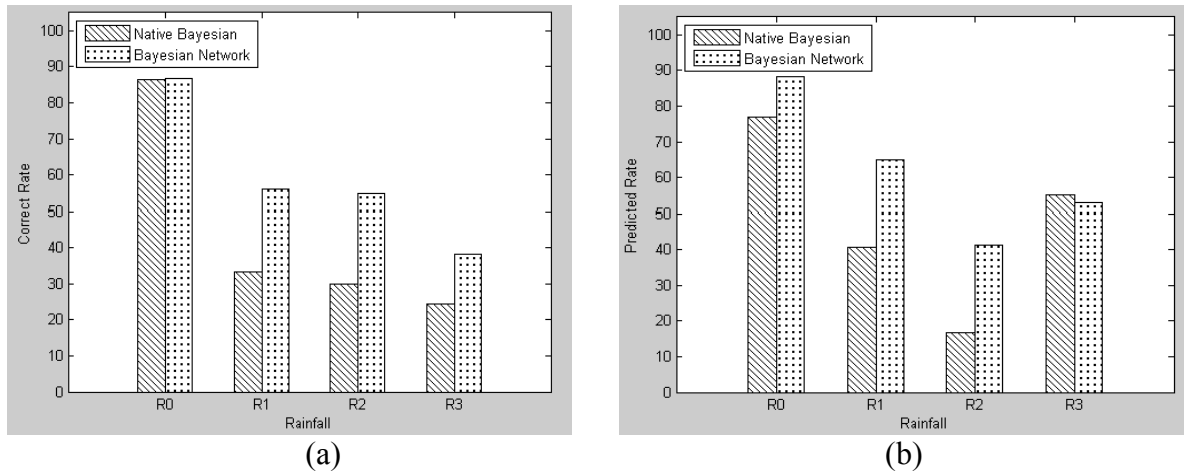 100
90
80
70
60
50
40
30
20
10
0
Correct Rate
Native Bayesian
Bayesian Network
R0 R1 R2 R3
Rainfall
(a)
100
90
80
70
60
50
40
30
20
10
0
Predicted Rate
Native Bayesian
Bayesian Network
R0 R1 R2 R3
Rainfall
(b)